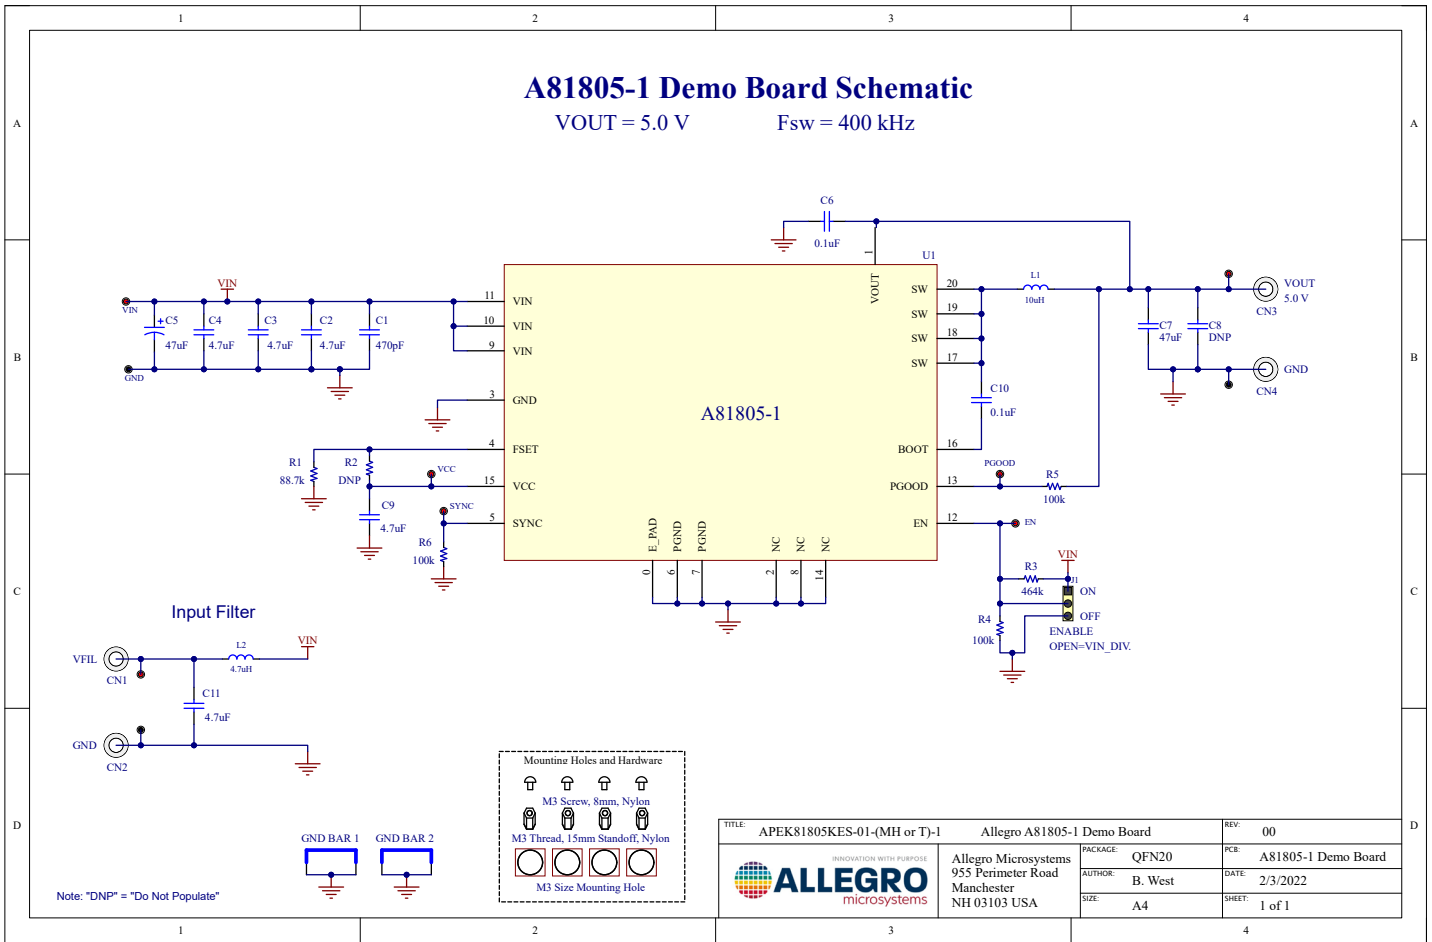 1 2 3 4
A81805-1 Demo Board Schematic
VOUT = 5.0 V Fsw = 400 kHz
A A
C6
0.1uF
U1
1
VOUT
VIN
VIN
+ C5 C4 C3 C2 C1
47uF 4.7uF 4.7uF 4.7uF 470pF
GND
11 VIN
10 VIN
9 VIN
3 GND
4 FSET
15 VCC
5 SYNC
SW 20
SW 19
SW 18
SW 17
BOOT 16
PGOOD 13
EN 12
A81805-1
L1
10uH
C10
0.1uF
C7
47uF
C8
DNP
VOUT
5.0 V
CN3
GND
CN4
B B
R1
88.7k
R2
DNP
VCC
C9
4.7uF
SYNC
R6
100k
PGOOD
R5
100k
EN
E_PAD PGND PGND NC NC NC
0 6 7 2 8 14
VIN
R3
464k
J1
ON
OFF
R4
100k
ENABLE
OPEN=VIN_DIV.
C C
Input Filter
VFIL
CN1
L2
4.7uH
VIN
C11
4.7uF
GND
CN2
Mounting Holes and Hardware
M3 Screw, 8mm, Nylon
M3 Thread, 15mm Standoff, Nylon
M3 Size Mounting Hole
GND BAR 1 GND BAR 2
D D
Note: "DNP" = "Do Not Populate"
TITLE: APEK81805KES-01-(MH or T)-1 Allegro A81805-1 Demo Board
REV: 00
INNOVATION WITH PURPOSE
ALLEGRO
microsystems
Allegro Microsystems
955 Perimeter Road
Manchester
NH 03103 USA
PACKAGE: QFN20
PCB: A81805-1 Demo Board
AUTHOR: B. West
DATE: 2/3/2022
SIZE: A4
SHEET: 1 of 1
1 2 3 4